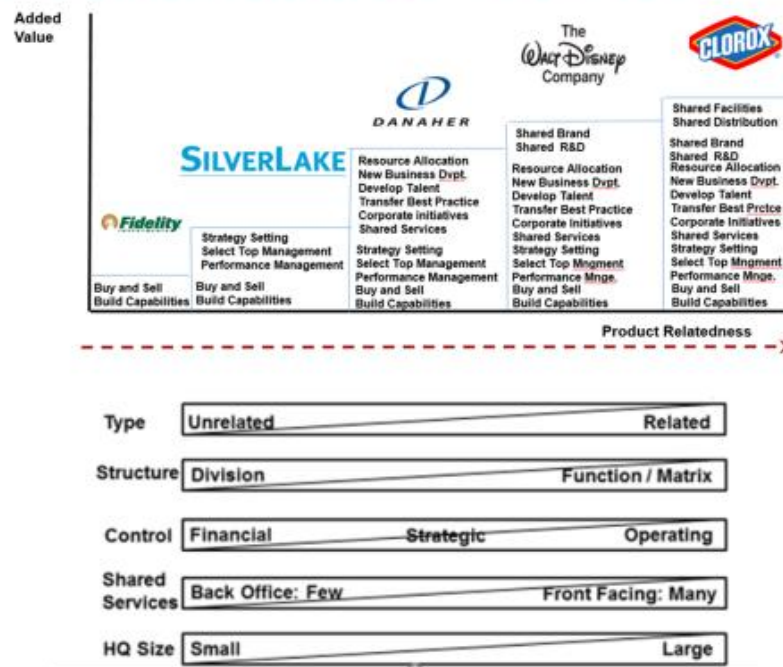 Added
Value
The
WALT DISNEY
Company
CLOROX
DANAHER
SILVERLAKE
Fidelity
INVESTMENTS
Buy and Sell
Build Capabilities
Strategy Setting
Select Top Management
Performance Management
Buy and Sell
Build Capabilities
Resource Allocation
New Business Dvpt.
Develop Talent
Transfer Best Practice
Corporate initiatives
Shared Services
Strategy Setting
Select Top Management
Performance Management
Buy and Sell
Build Capabilities
Shared Brand
Shared R&D
Resource Allocation
New Business Dvpt.
Develop Talent
Transfer Best Practice
Corporate Initiatives
Shared Services
Strategy Setting
Select Top Mngment
Performance Mnge.
Buy and Sell
Build Capabilities
Shared Facilities
Shared Distribution
Shared Brand
Shared R&D
Resource Allocation
New Business Dvpt.
Develop Talent
Transfer Best Prctce
Corporate Initiatives
Shared Services
Strategy Setting
Select Top Mngment
Performance Mnge.
Buy and Sell
Build Capabilities
Product Relatedness
Type Unrelated Related
Structure Division Function / Matrix
Control Financial Strategic Operating
Shared
Services Back Office: Few Front Facing: Many
HQ Size Small Large